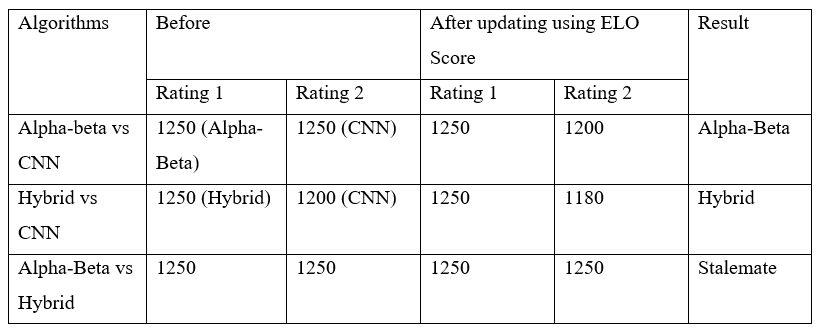 Algorithms Before After updating using ELO Result
Score
Rating 1 Rating 2 Rating 1 Rating 2
Alpha-beta vs 1250 (Alpha- 1250 (CNN) 1250 1200 Alpha-Beta
CNN Beta)
Hybrid vs 1250 (Hybrid) 1200 (CNN) 1250 1180 Hybrid
CNN
Alpha-Beta vs 1250 1250 1250 1250 Stalemate
Hybrid